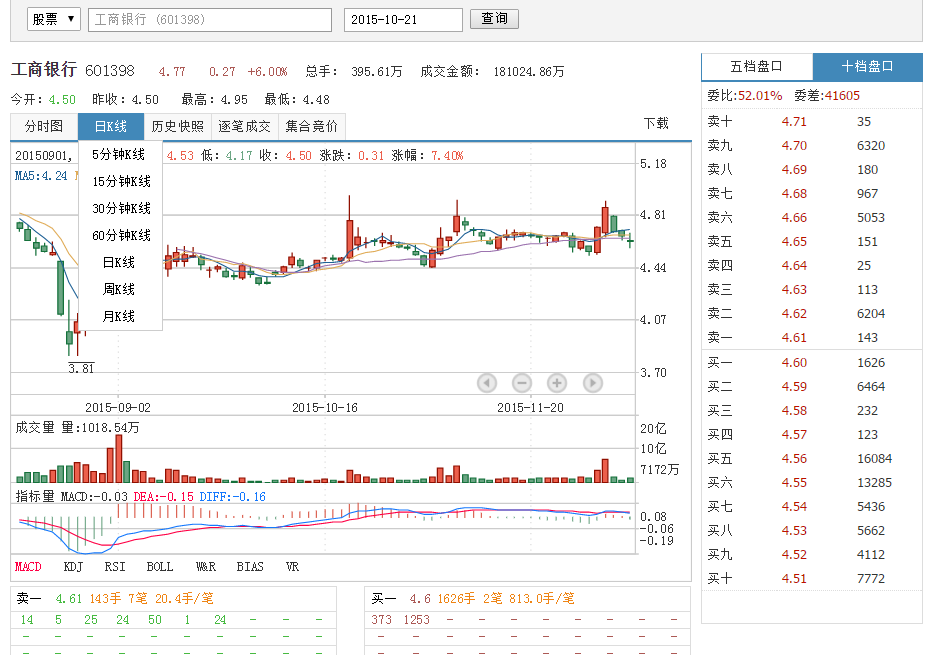 股票 ▼ 工商银行 (601398) 2015-10-21 查询
工商银行 601398 4.77 0.27 +6.00% 总手： 395.61万 成交金额： 181024.86万
今开：4.50 昨收：4.50 最高：4.95 最低：4.48
分时图 日K线 历史快照 逐笔成交 集合竞价 下载
20150901, 4.53 低：4.17 收：4.50 涨跌：0.31 涨幅：7.40%
MA5:4.24
5分钟K线
15分钟K线
30分钟K线
60分钟K线
日K线
周K线
月K线
5.18
4.81
4.44
4.07
3.70
3.81
2015-09-02 2015-10-16 2015-11-20
成交量 量:1018.54万
20亿
10亿
7172万
指标量 MACD:-0.03 DEA:-0.15 DIFF:-0.16
0.08
-0.06
-0.19
MACD KDJ RSI BOLL W&R BIAS VR
卖一 4.61 143手 7笔 20.4手/笔
14 5 25 24 50 1 24 - - -
- - - - - - - - - -
- - - - - - - - - -
买一 4.6 1626手 2笔 813.0手/笔
373 1253 - - - - - - - -
- - - - - - - - - -
- - - - - - - - - -
五档盘口 十档盘口
委比:52.01% 委差:41605
卖十 4.71 35
卖九 4.70 6320
卖八 4.69 180
卖七 4.68 967
卖六 4.66 5053
卖五 4.65 151
卖四 4.64 25
卖三 4.63 113
卖二 4.62 6204
卖一 4.61 143
买一 4.60 1626
买二 4.59 6464
买三 4.58 232
买四 4.57 123
买五 4.56 16084
买六 4.55 13285
买七 4.54 5436
买八 4.53 5662
买九 4.52 4112
买十 4.51 7772